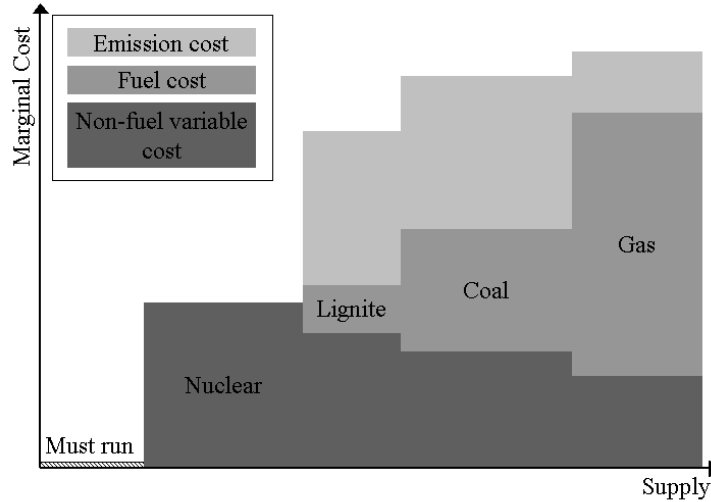 Marginal Cost
Emission cost
Fuel cost
Non-fuel variable
cost
Gas
Coal
Lignite
Nuclear
Must run
Supply